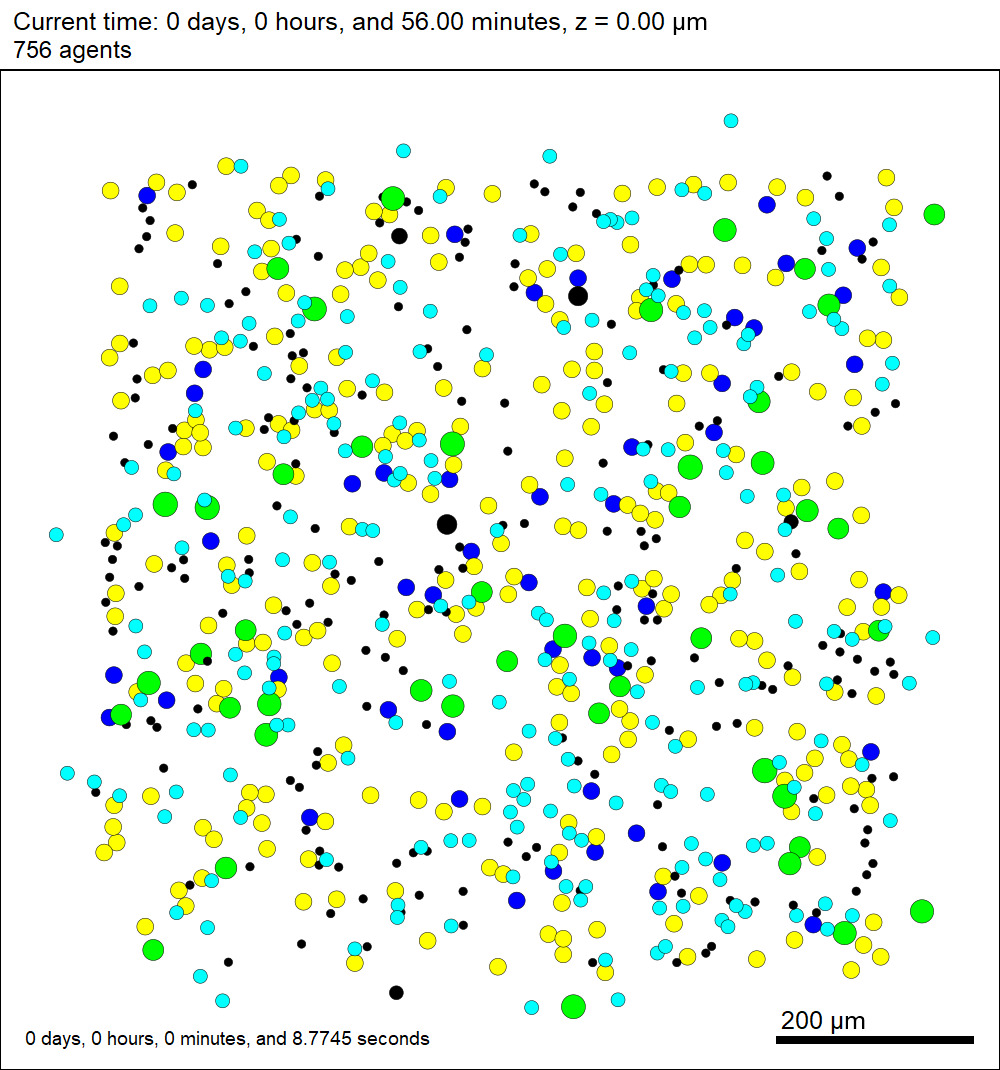 Current time: 0 days, 0 hours, and 56.00 minutes, z = 0.00 µm
756 agents
200 µm
0 days, 0 hours, 0 minutes, and 8.7745 seconds